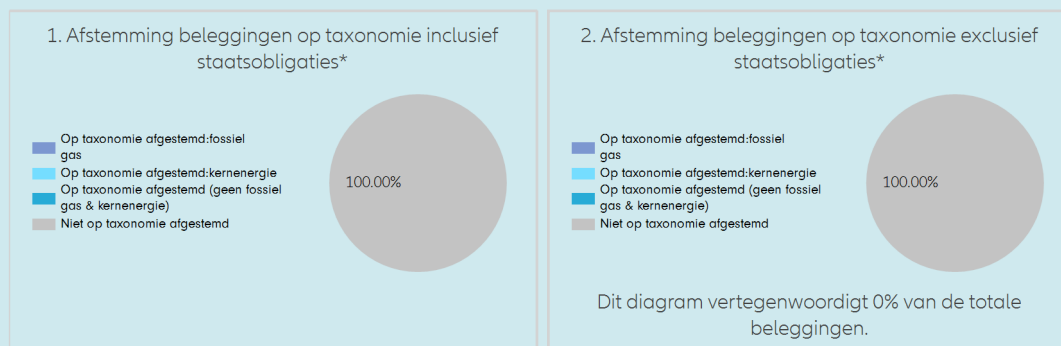 1. Afstemming beleggingen op taxonomie inclusief
staatsobligaties*
Op taxonomie afgestemd:fossiel
gas
Op taxonomie afgestemd:kernenergie
Op taxonomie afgestemd (geen fossiel
gas & kernenergie)
Niet op taxonomie afgestemd
100.00%
2. Afstemming beleggingen op taxonomie exclusief
staatsobligaties*
Op taxonomie afgestemd:fossiel
gas
Op taxonomie afgestemd:kernenergie
Op taxonomie afgestemd (geen fossiel
gas & kernenergie)
Niet op taxonomie afgestemd
100.00%
Dit diagram vertegenwoordigt 0% van de totale
beleggingen.